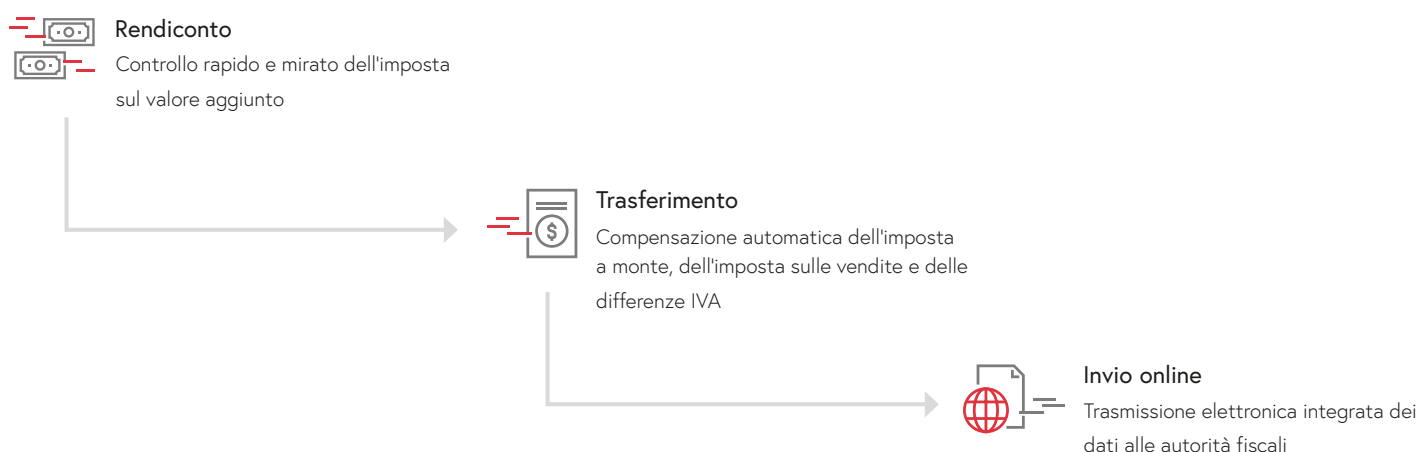 Rendiconto
Controllo rapido e mirato dell'imposta
sul valore aggiunto
Trasferimento
Compensazione automatica dell'imposta
a monte, dell'imposta sulle vendite e delle
differenze IVA
$
Invio online
Trasmissione elettronica integrata dei
dati alle autorità fiscali